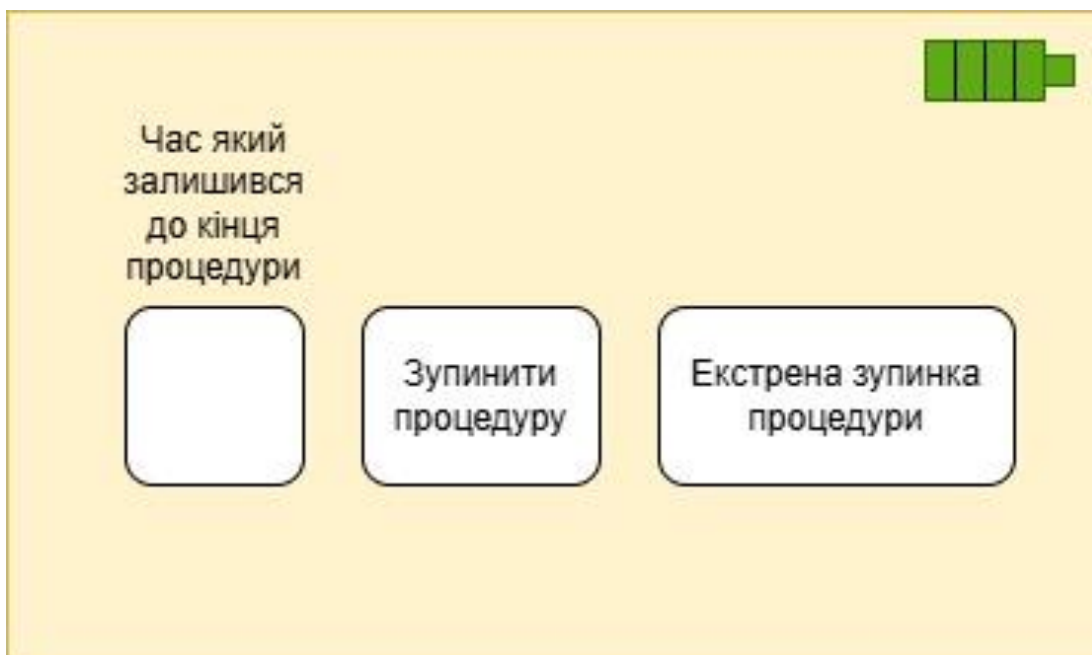 Час який
залишився
до кінця
процедури
Зупинити
процедуру
Екстрена зупинка
процедури